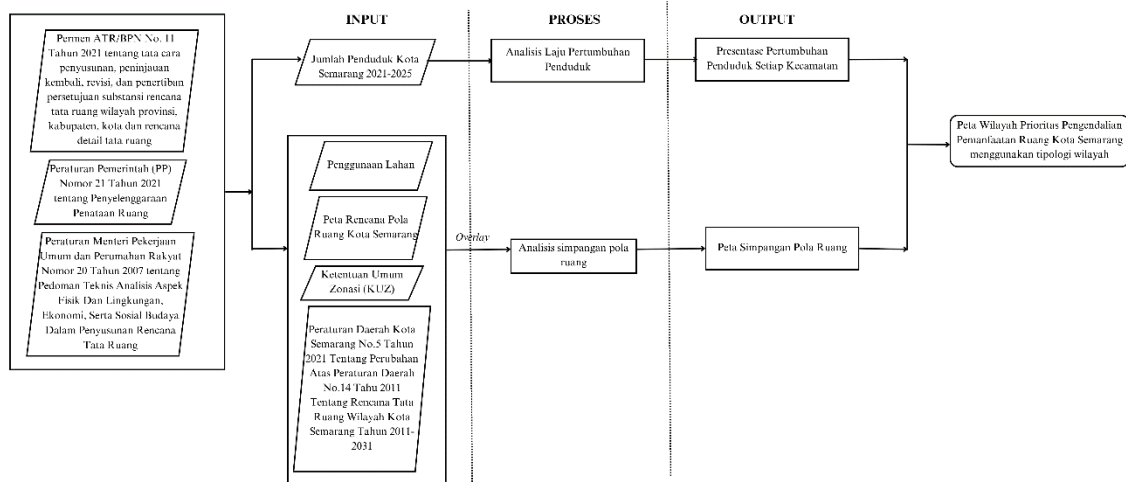 INPUT
PROSES
OUTPUT
Permen ATR/BPN No. 11
Tahun 2021 tentang tata cara
penyusunan, peninjauan
kembali, revisi, dan penertiban
persetujuan substansi rencana
tata ruang wilayah provinsi,
kabupaten, kota dan rencana
detail tata ruang
Peraturan Pemerintah (PP)
Nomor 21 Tahun 2021
tentang Penyelenggaraan
Penataan Ruang
Peraturan Menteri Pekerjaan
Umum dan Perumahan Rakyat
Nomor 20 Tahun 2007 tentang
Pedoman Teknis Analisis Aspek
Fisik Dan Lingkungan,
Ekonomi, Serta Sosial Budaya
Dalam Penyusunan Rencana
Tata Ruang
Jumlah Penduduk Kota
Semarang 2021-2025
Penggunaan Lahan
Peta Rencana Pola
Ruang Kota Semarang
Ketentuan Umum
Zonasi (KUZ)
Peraturan Daerah Kota
Semarang No.5 Tahun
2021 Tentang Perubahan
Atas Peraturan Daerah
No.14 Tahu 2011
Tentang Rencana Tata
Ruang Wilayah Kota
Semarang Tahun 2011-
2031
Overlay
Analisis Laju Pertumbuhan
Penduduk
Analisis simpangan pola
ruang
Presentase Pertumbuhan
Penduduk Setiap Kecamatan
Peta Simpangan Pola Ruang
Peta Wilayah Prioritas Pengendalian
Pemanfaatan Ruang Kota Semarang
menggunakan tipologi wilayah